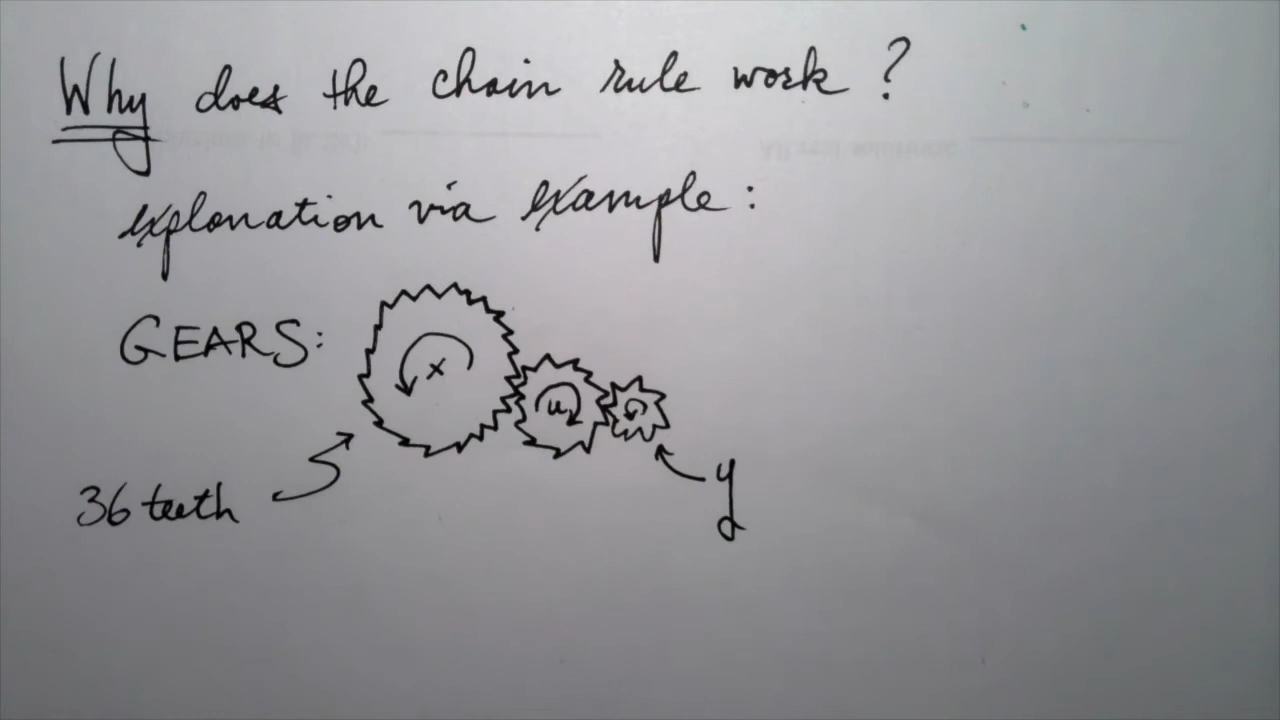 Why does the chain rule work ?
explanation via example :
GEARS :
x
u
y
36 teeth